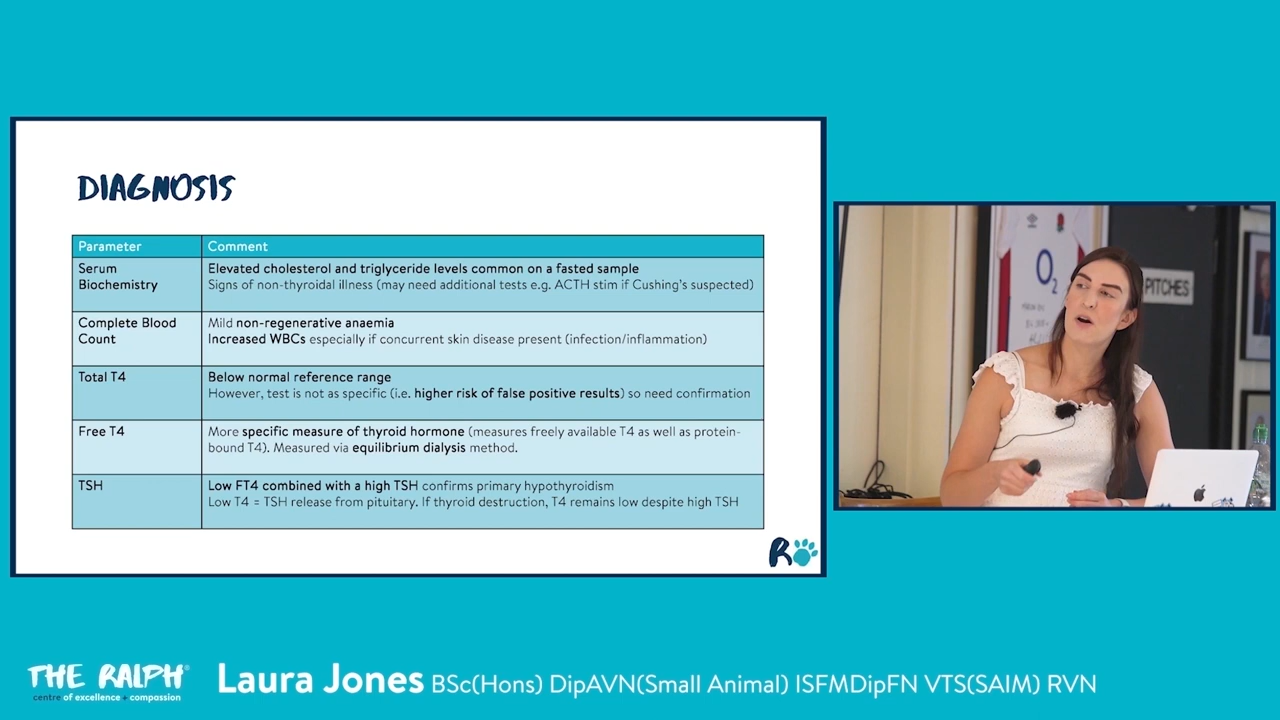 DIAGNOSIS
Parameter
Comment
Serum
Biochemistry
Elevated cholesterol and triglyceride levels common on a fasted sample
Signs of non-thyroidal illness (may need additional tests e.g. ACTH stim if Cushing's suspected)
Complete Blood
Count
Mild non-regenerative anaemia
Increased WBCs especially if concurrent skin disease present (infection/inflammation)
Total T4
Below normal reference range
However, test is not as specific (i.e. higher risk of false positive results) so need confirmation
Free T4
More specific measure of thyroid hormone (measures freely available T4 as well as protein-
bound T4). Measured via equilibrium dialysis method.
TSH
Low FT4 combined with a high TSH confirms primary hypothyroidism
Low T4 = TSH release from pituitary. If thyroid destruction, T4 remains low despite high TSH
R
O2
PITCHES
THE RALPH®
centre of excellence + compassion
Laura Jones BSc(Hons) DipAVN(Small Animal) ISFMDipFN VTS(SAIM) RVN